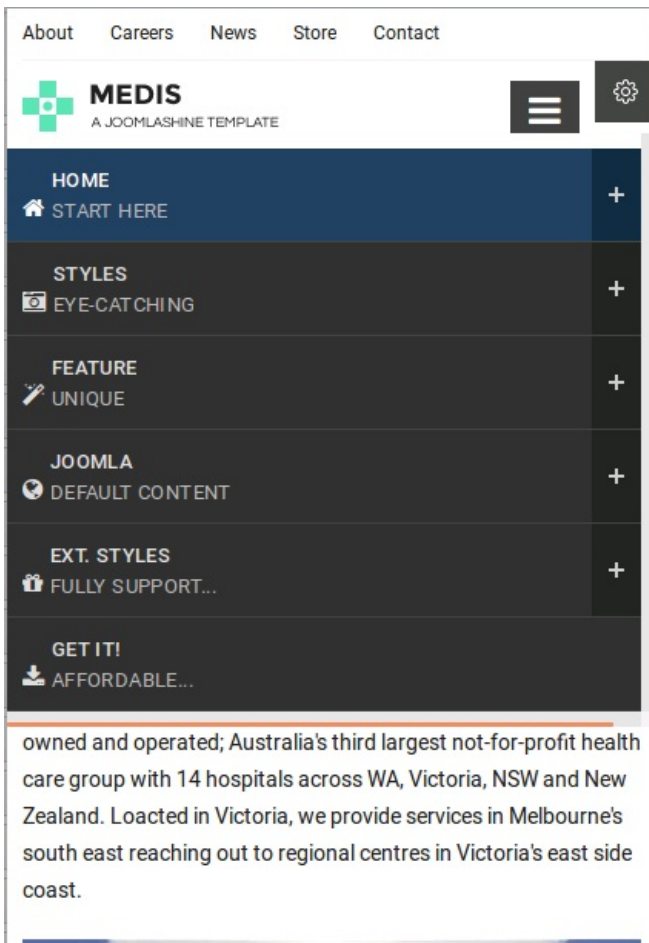 About Careers News Store Contact
MEDIS
A JOOMLASHINE TEMPLATE
HOME
START HERE
STYLES
EYE-CATCHING
FEATURE
UNIQUE
JOOMLA
DEFAULT CONTENT
EXT. STYLES
FULLY SUPPORT...
GET IT!
AFFORDABLE...
owned and operated; Australia's third largest not-for-profit health
care group with 14 hospitals across WA, Victoria, NSW and New
Zealand. Loacted in Victoria, we provide services in Melbourne's
south east reaching out to regional centres in Victoria's east side
coast.